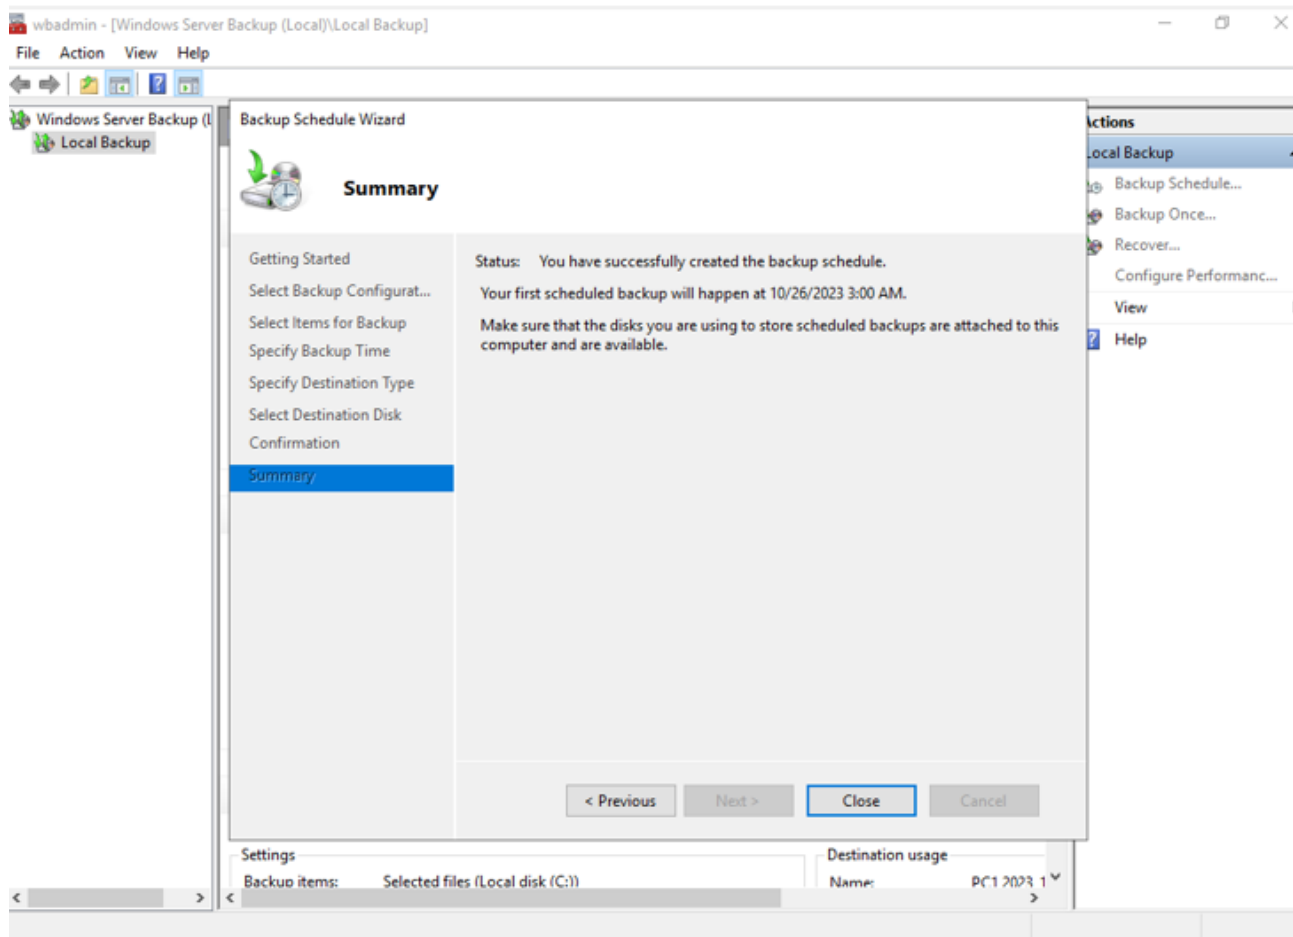 wbadmin - [Windows Server Backup (Local)\Local Backup]
File Action View Help
Windows Server Backup (L
Local Backup
Backup Schedule Wizard
Summary
Getting Started
Select Backup Configurat...
Select Items for Backup
Specify Backup Time
Specify Destination Type
Select Destination Disk
Confirmation
Summary
Status: You have successfully created the backup schedule.
Your first scheduled backup will happen at 10/26/2023 3:00 AM.
Make sure that the disks you are using to store scheduled backups are attached to this
computer and are available.
< Previous Next > Close Cancel
Settings
Backup items: Selected files (Local disk (C:))
Destination usage
Name: PC1 2023_1
Actions
Local Backup
Backup Schedule...
Backup Once...
Recover...
Configure Performanc...
View
Help